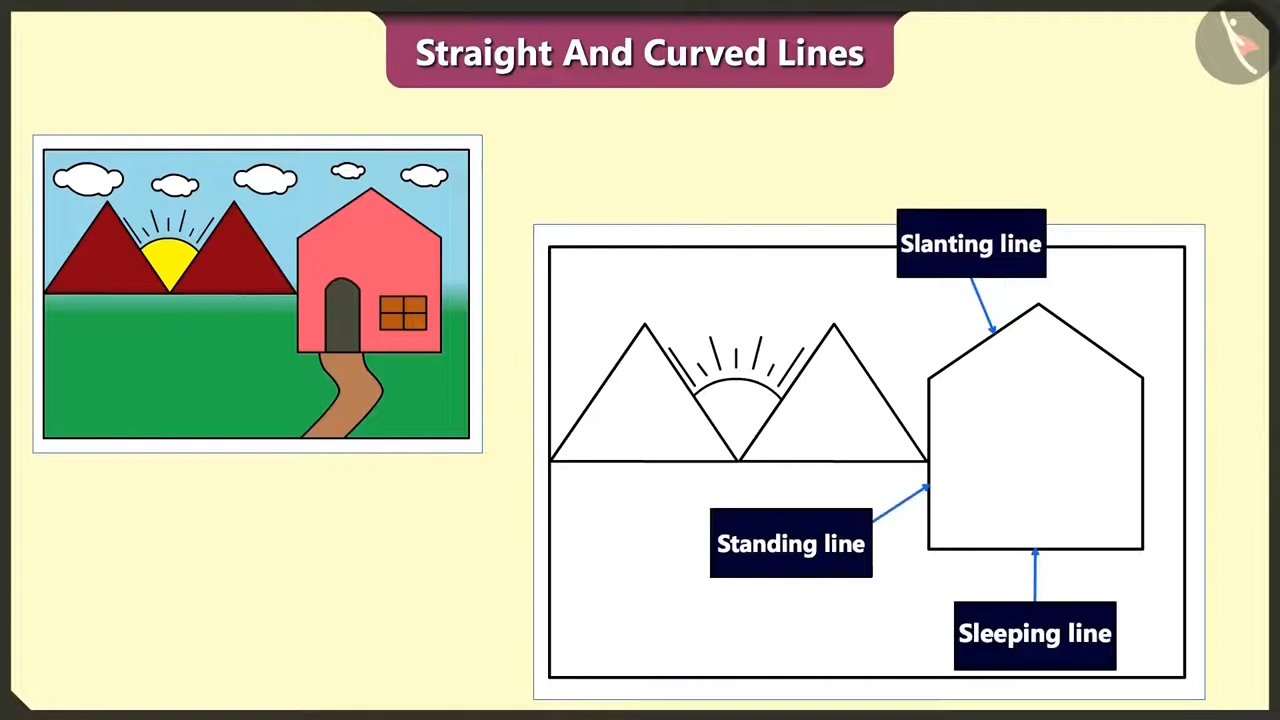 Straight And Curved Lines
Slanting line
Standing line
Sleeping line